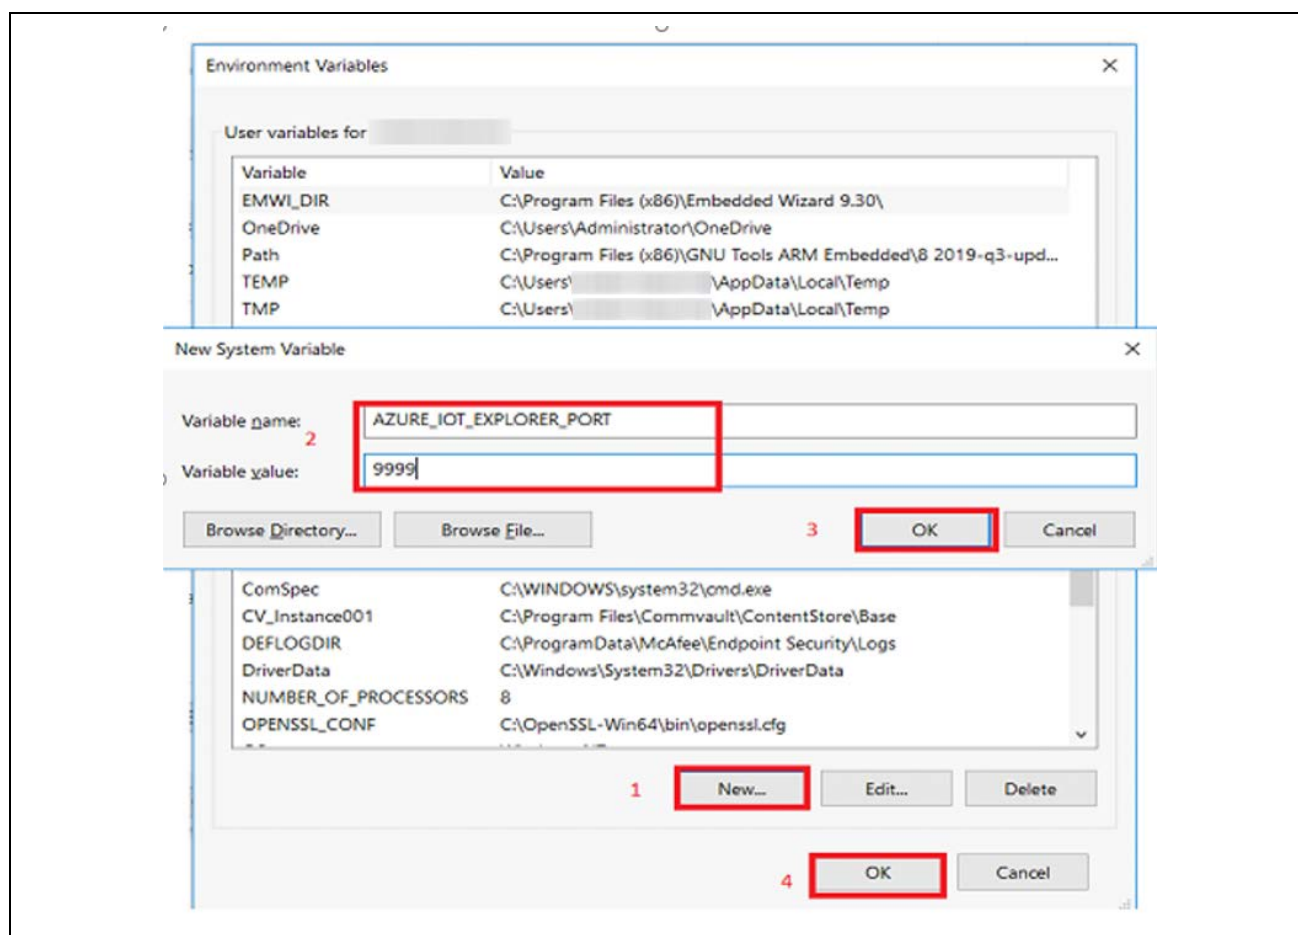 Environment Variables
User variables for
Variable Value
EMWI_DIR C:\Program Files (x86)\Embedded Wizard 9.30\
OneDrive C:\Users\Administrator\OneDrive
Path C:\Program Files (x86)\GNU Tools ARM Embedded\8 2019-q3-upd...
TEMP C:\Users\ \AppData\Local\Temp
TMP C:\Users\ \AppData\Local\Temp
New System Variable
Variable name: AZURE_IOT_EXPLORER_PORT
2
Variable value: 9999
Browse Directory... Browse File... 3 OK Cancel
ComSpec C:\WINDOWS\system32\cmd.exe
CV_Instance001 C:\Program Files\Commvault\ContentStore\Base
DEFLOGDIR C:\ProgramData\McAfee\Endpoint Security\Logs
DriverData C:\Windows\System32\Drivers\DriverData
NUMBER_OF_PROCESSORS 8
OPENSSL_CONF C:\OpenSSL-Win64\bin\openssl.cfg
1 New... Edit... Delete
4 OK Cancel